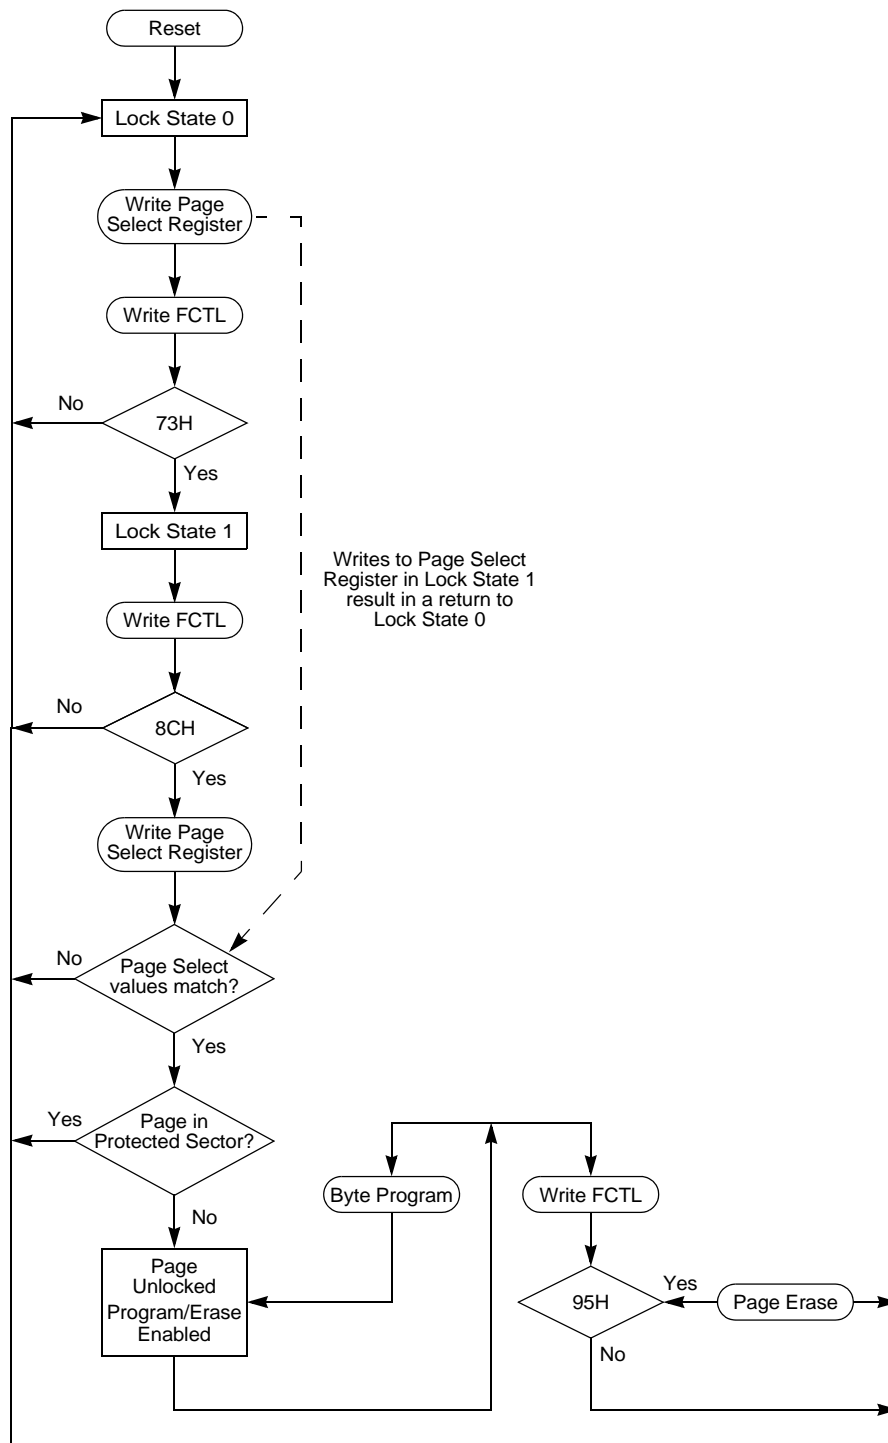 Reset
Lock State 0
Write Page
Select Register
Write FCTL
No
73H
Yes
Lock State 1
Writes to Page Select
Register in Lock State 1
result in a return to
Lock State 0
Write FCTL
No
8CH
Yes
Write Page
Select Register
No
Page Select
values match?
Yes
Yes
Page in
Protected Sector?
No
Byte Program
Write FCTL
Page
Unlocked
Program/Erase
Enabled
95H
Yes
Page Erase
No